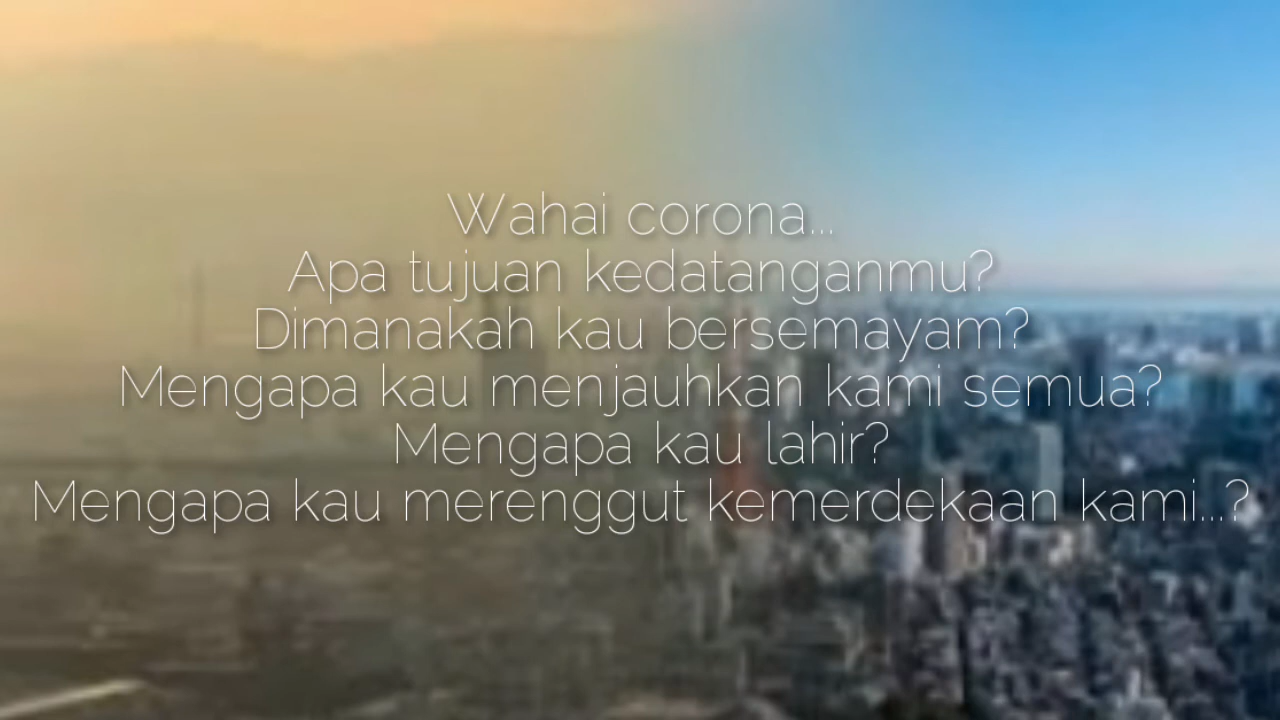 Wahai corona...
Apa tujuan kedatanganmu?
Dimanakah kau bersemayam?
Mengapa kau menjauhkan kami semua?
Mengapa kau lahir?
Mengapa kau merenggut kemerdekaan kami...?